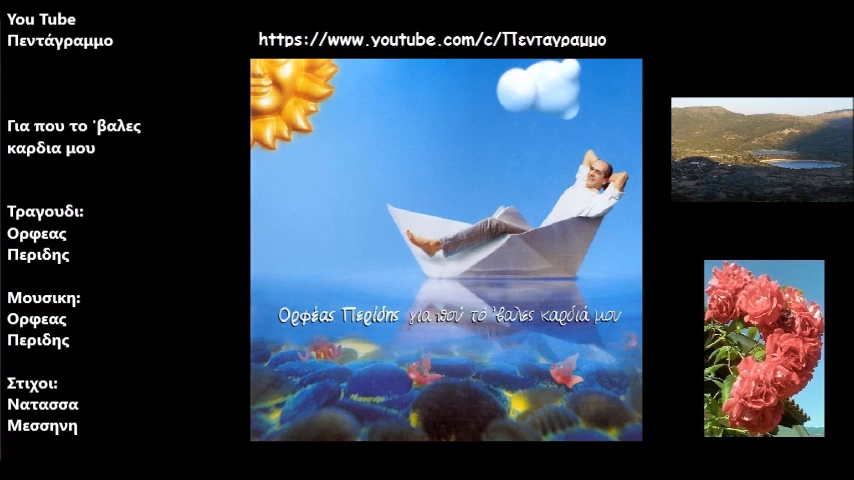 You Tube
Πεντάγραμμο
https://www.youtube.com/c/Πενταγραμμο
Για που το 'βαλες
καρδια μου
Τραγουδι:
Ορφεας
Περιδης
Μουσικη:
Ορφεας
Περιδης
Στιχοι:
Νατασσα
Μεσσηνη
Ορφέας Περίδης για πού το 'βαλες καρδιά μου